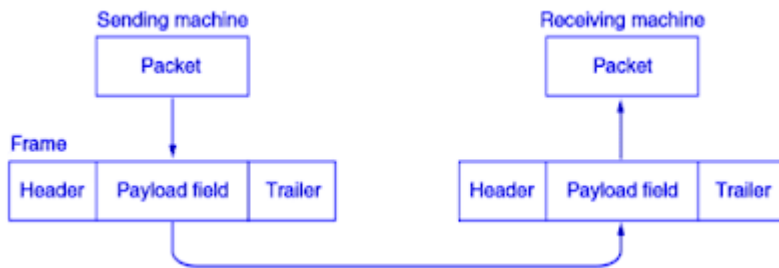 Sending machine
Receiving machine
Packet
Packet
Frame
Header Payload field Trailer
Header Payload field Trailer